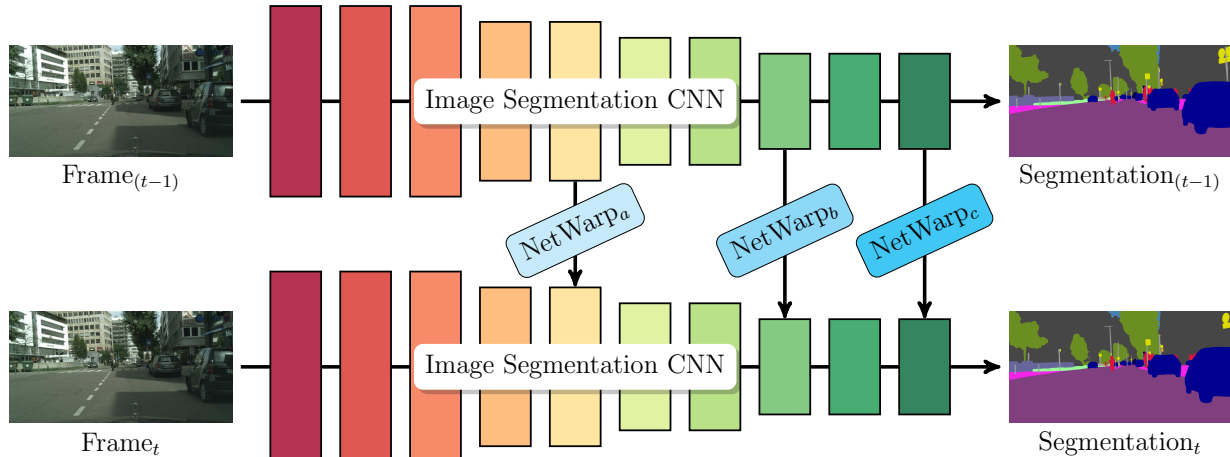 Image Segmentation CNN
Frame(t−1)
Segmentation(t−1)
NetWarpa
NetWarpb
NetWarpc
Image Segmentation CNN
Framet
Segmentationt